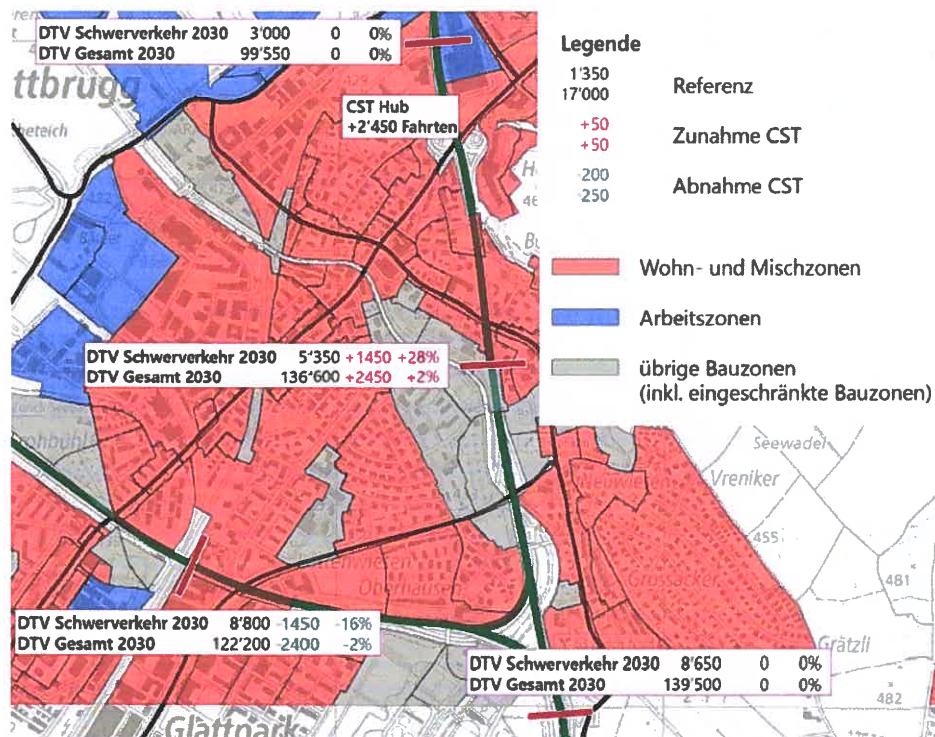 DTV Schwerverkehr 2030 3'000 0 0%
DTV Gesamt 2030 99'550 0 0%
ttbrugg
CST Hub
+2'450 Fahrten
Legende
1'350
17'000
Referenz
+50
+50
Zunahme CST
-200
-250
Abnahme CST
Wohn- und Mischzonen
Arbeitszonen
übrige Bauzonen
(inkl. eingeschränkte Bauzonen)
DTV Schwerverkehr 2030 5'350 +1450 +28%
DTV Gesamt 2030 136'600 +2450 +2%
Seewadel
Vreniker
Neuwiesen
455
Grossacker
481
Oberhausen
Grätzli
DTV Schwerverkehr 2030 8'800 -1450 -16%
DTV Gesamt 2030 122'200 -2400 -2%
DTV Schwerverkehr 2030 8'650 0 0%
DTV Gesamt 2030 139'500 0 0%
482
Glattpark